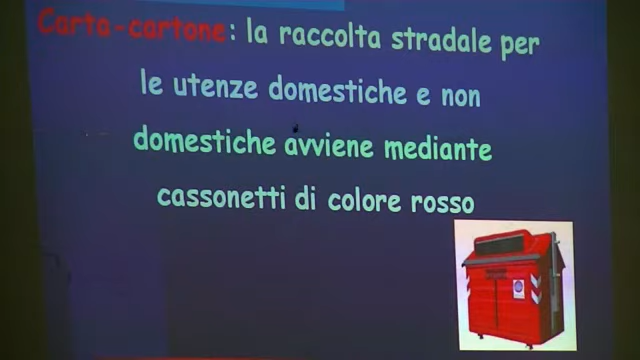 Carta-cartone: la raccolta stradale per
le utenze domestiche e non
domestiche avviene mediante
cassonetti di colore rosso